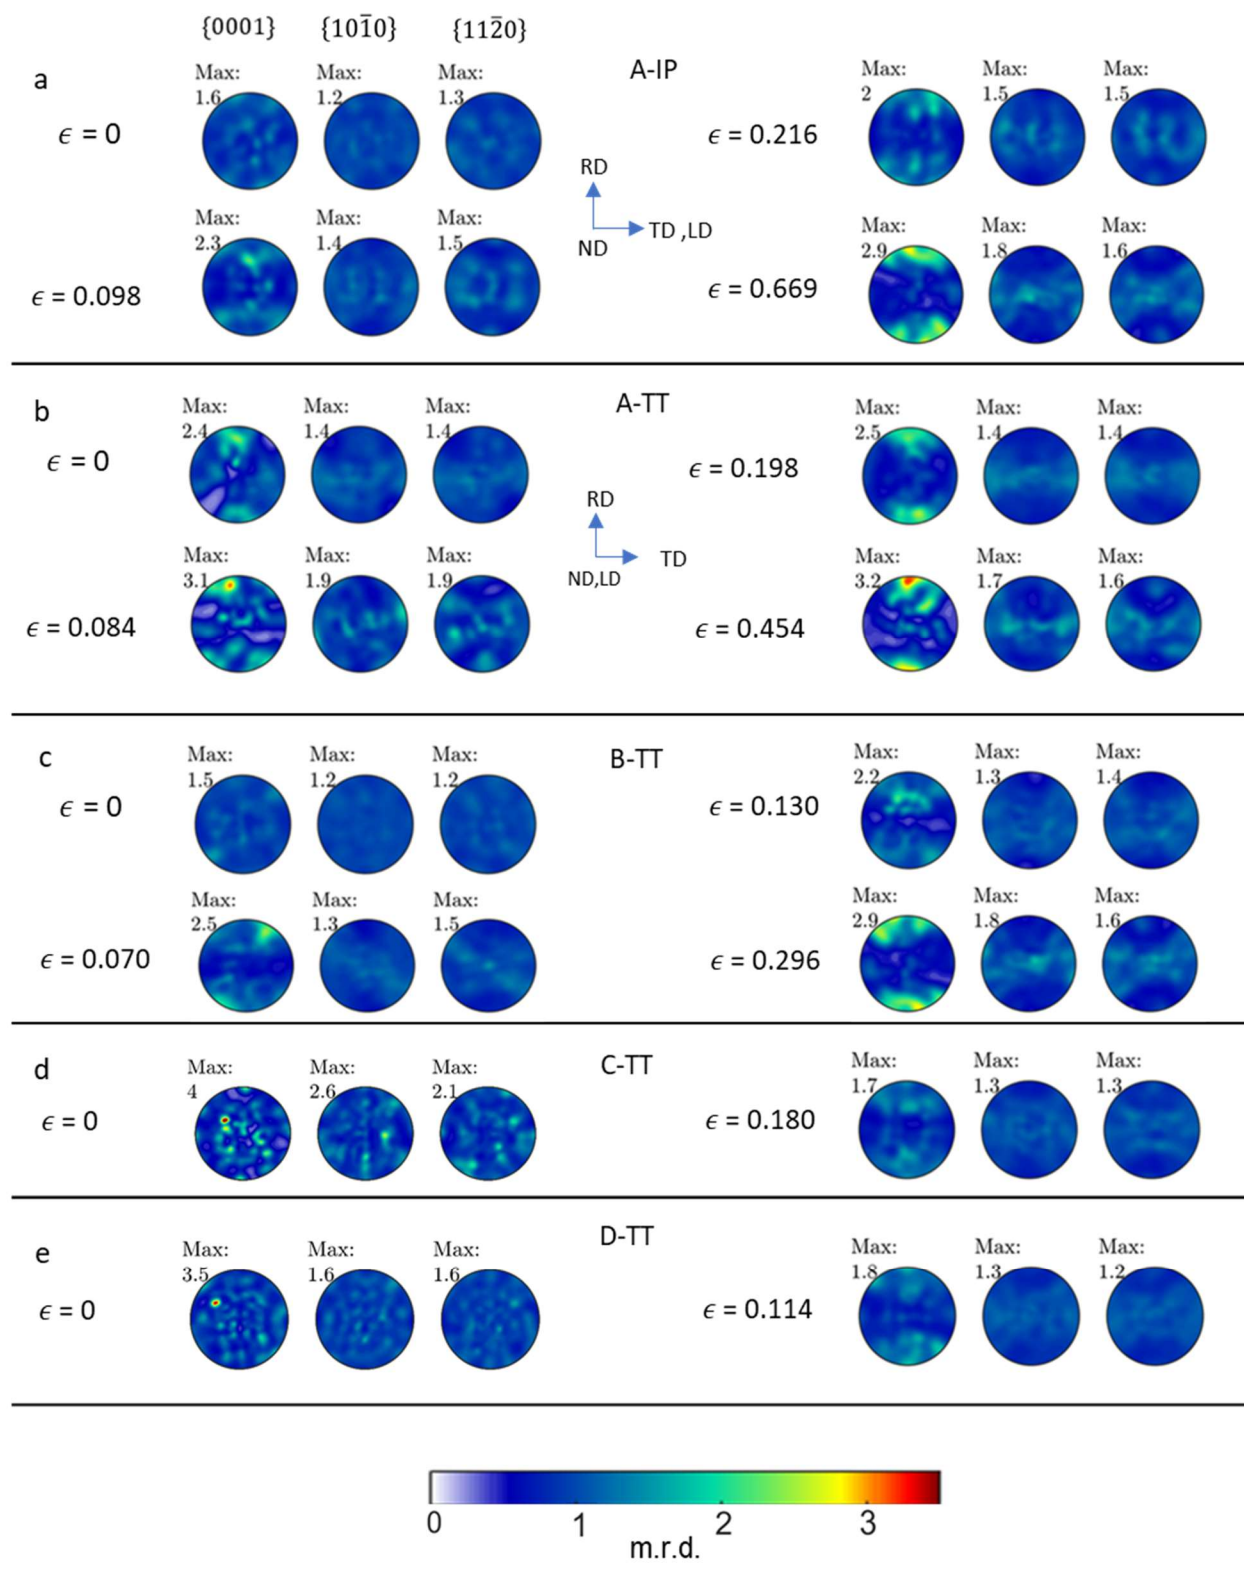 {0001} {101̅0} {112̅0}
a
A-IP
Max: Max: Max:
1.6 1.2 1.3
ϵ = 0
Max: Max: Max:
2 1.5 1.5
ϵ = 0.216
RD
TD ,LD
ND
Max: Max: Max:
2.3 1.4 1.5
ϵ = 0.098
Max: Max: Max:
2.9 1.8 1.6
ϵ = 0.669
b
A-TT
Max: Max: Max:
2.4 1.4 1.4
ϵ = 0
Max: Max: Max:
2.5 1.4 1.4
ϵ = 0.198
RD
TD
ND,LD
Max: Max: Max:
3.1 1.9 1.9
ϵ = 0.084
Max: Max: Max:
3.2 1.7 1.6
ϵ = 0.454
c
B-TT
Max: Max: Max:
1.5 1.2 1.2
ϵ = 0
Max: Max: Max:
2.2 1.3 1.4
ϵ = 0.130
Max: Max: Max:
2.5 1.3 1.5
ϵ = 0.070
Max: Max: Max:
2.9 1.8 1.6
ϵ = 0.296
d
C-TT
Max: Max: Max:
4 2.6 2.1
ϵ = 0
Max: Max: Max:
1.7 1.3 1.3
ϵ = 0.180
e
D-TT
Max: Max: Max:
3.5 1.6 1.6
ϵ = 0
Max: Max: Max:
1.8 1.3 1.2
ϵ = 0.114
0 1 2 3
m.r.d.